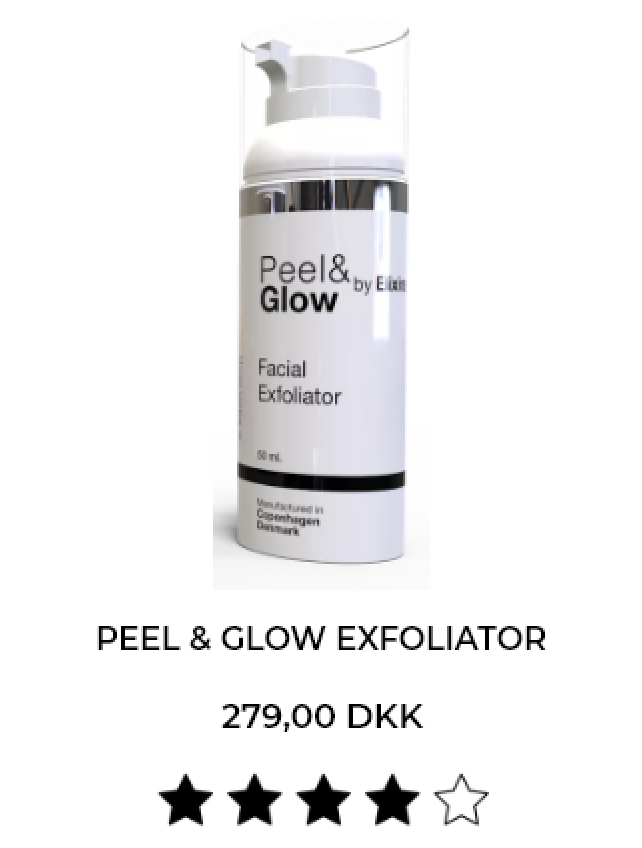 Peel&
Glow
by
Facial
Exfoliator
50 ml.
Manufactured in
Copenhagen
Denmark
PEEL & GLOW EXFOLIATOR
279,00 DKK